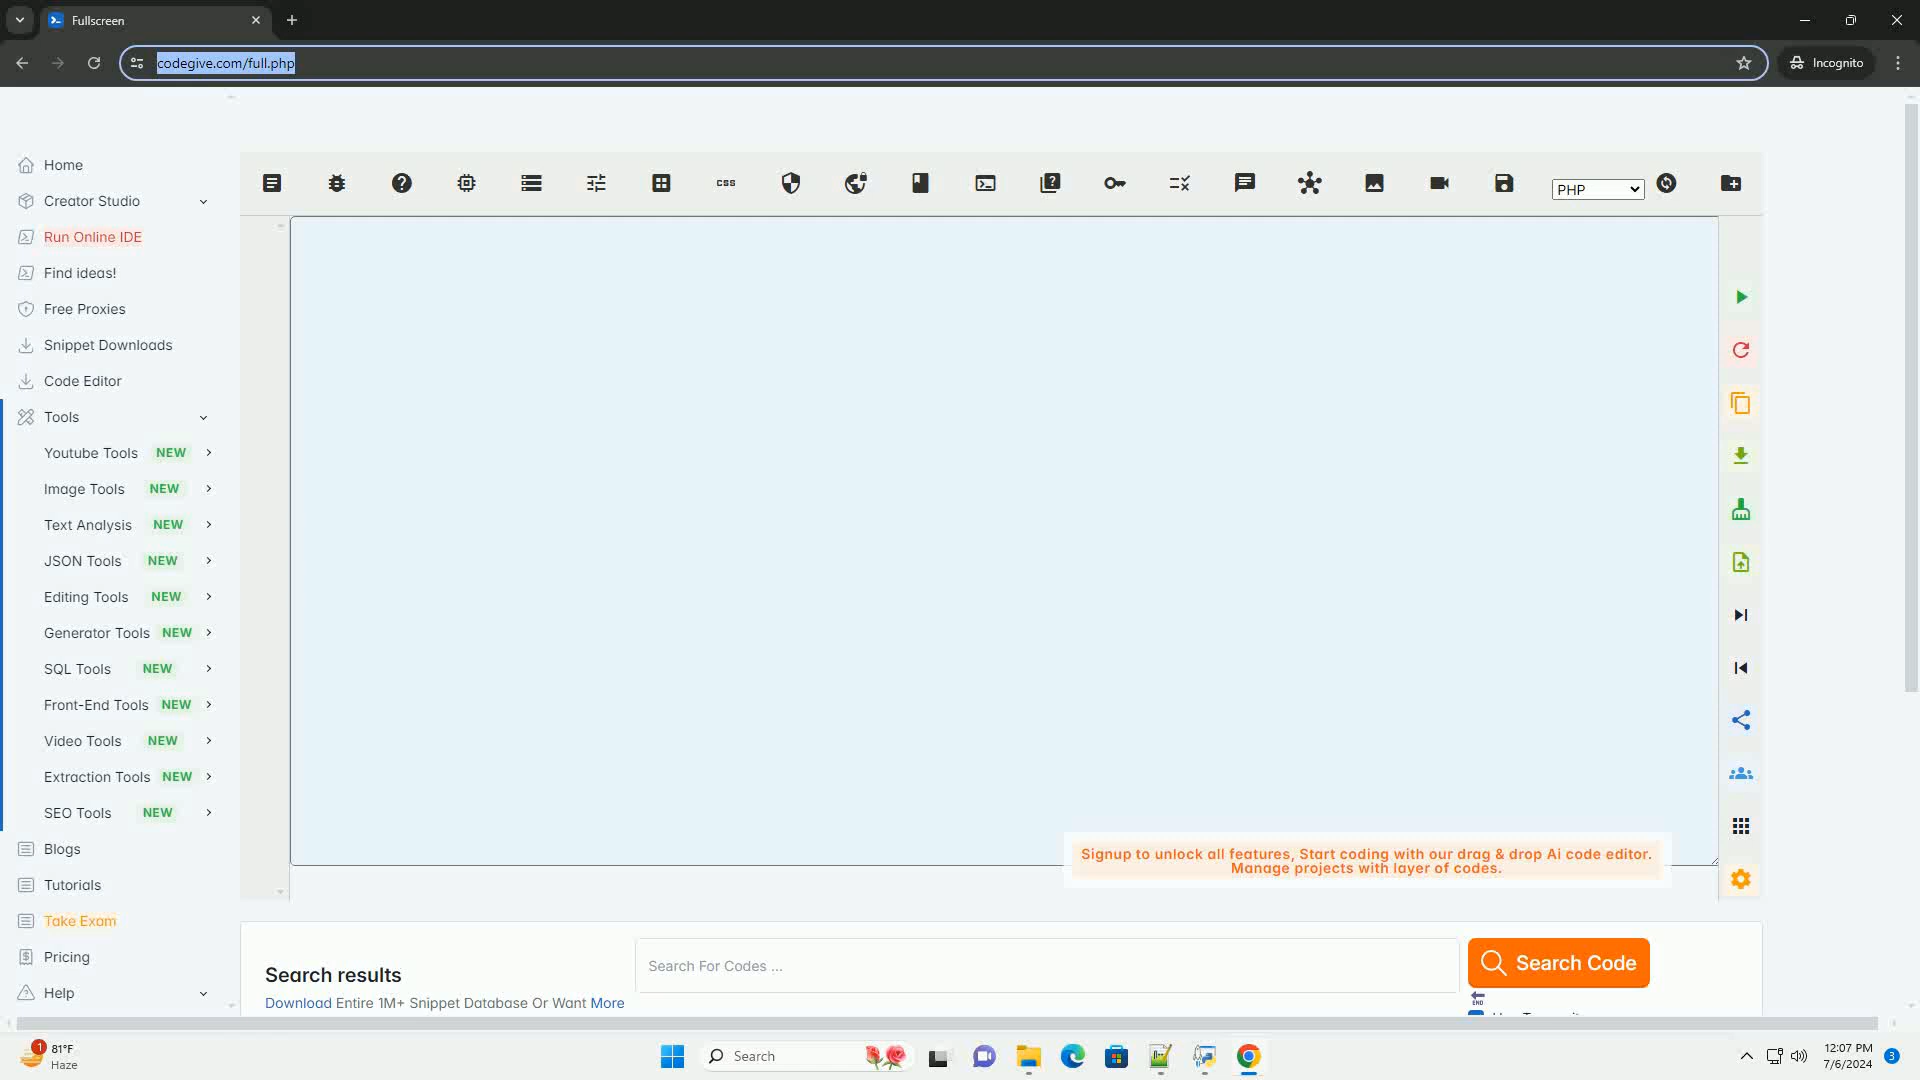 Fullscreen
codegive.com/full.php
Incognito
Home
Creator Studio
Run Online IDE
Find ideas!
Free Proxies
Snippet Downloads
Code Editor
Tools
Youtube Tools NEW
Image Tools NEW
Text Analysis NEW
JSON Tools NEW
Editing Tools NEW
Generator Tools NEW
SQL Tools NEW
Front-End Tools NEW
Video Tools NEW
Extraction Tools NEW
SEO Tools NEW
Blogs
Tutorials
Take Exam
Pricing
Help
css
PHP
Signup to unlock all features, Start coding with our drag & drop Ai code editor.
Manage projects with layer of codes.
Search results
Download Entire 1M+ Snippet Database Or Want More
Search For Codes ...
Search Code
END
1
81°F
Haze
Search
12:07 PM
7/6/2024
3